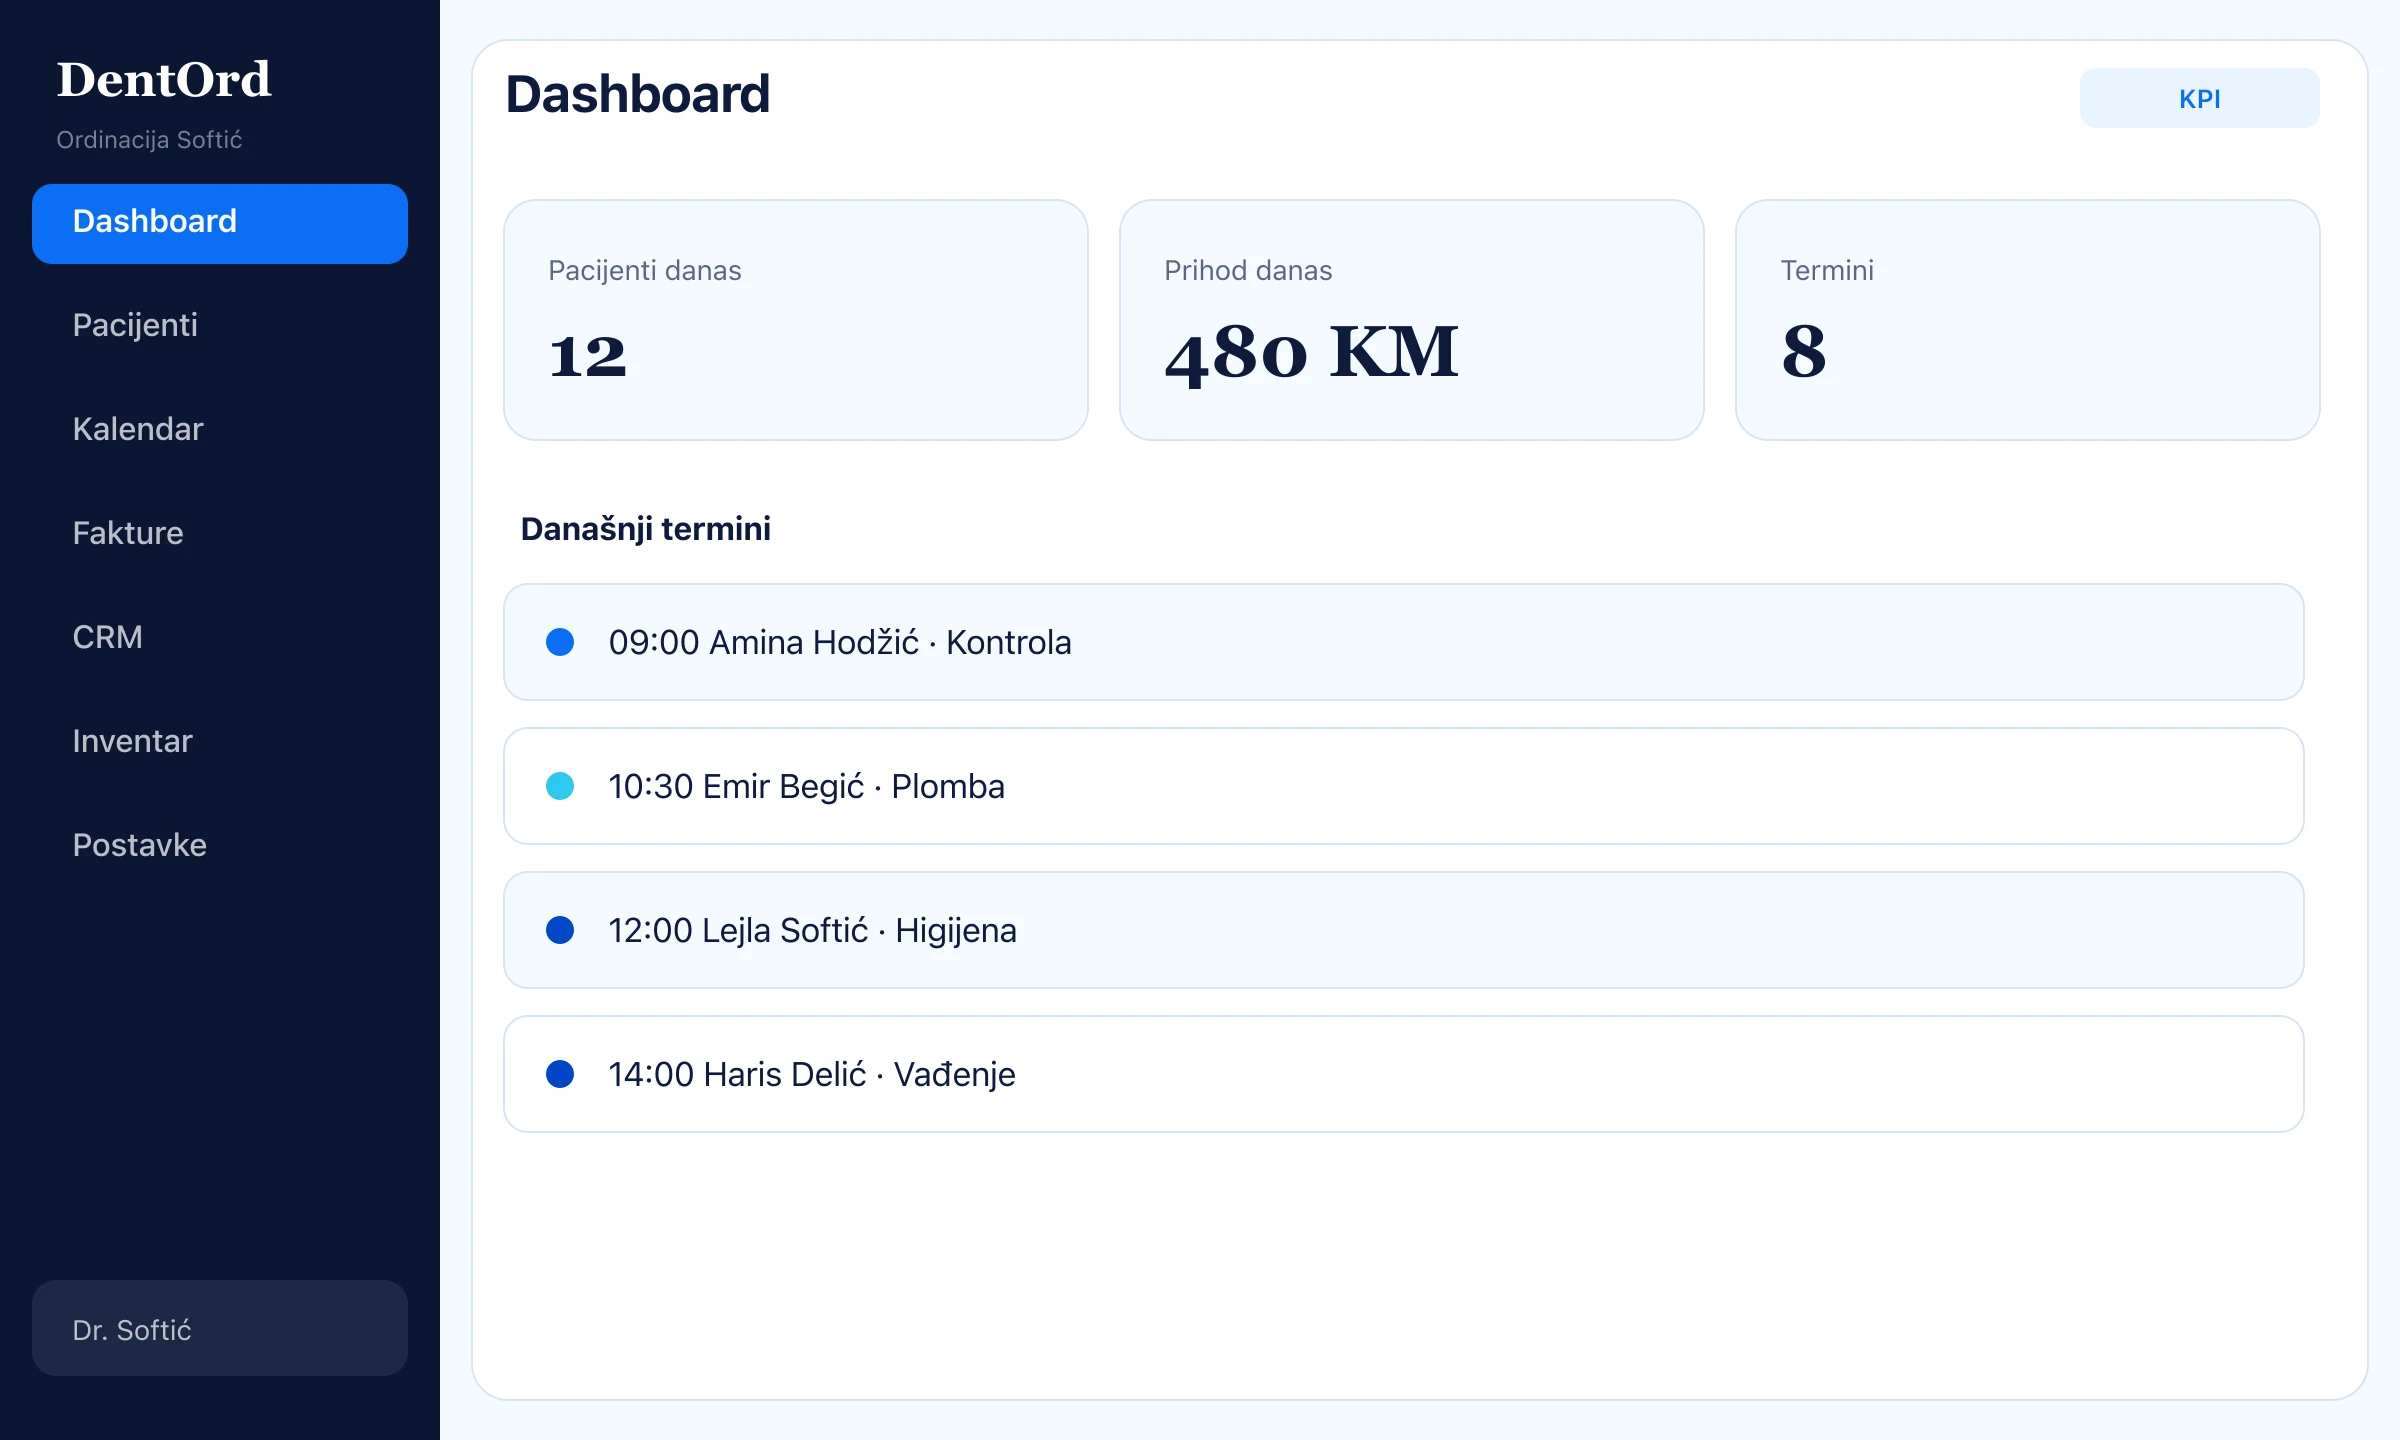 DentOrd
Ordinacija Softić
Dashboard
Pacijenti
Kalendar
Fakture
CRM
Inventar
Postavke
Dr. Softić
Dashboard
KPI
Pacijenti danas
12
Prihod danas
480 KM
Termini
8
Današnji termini
09:00 Amina Hodžić · Kontrola
10:30 Emir Begić · Plomba
12:00 Lejla Softić · Higijena
14:00 Haris Delić · Vađenje